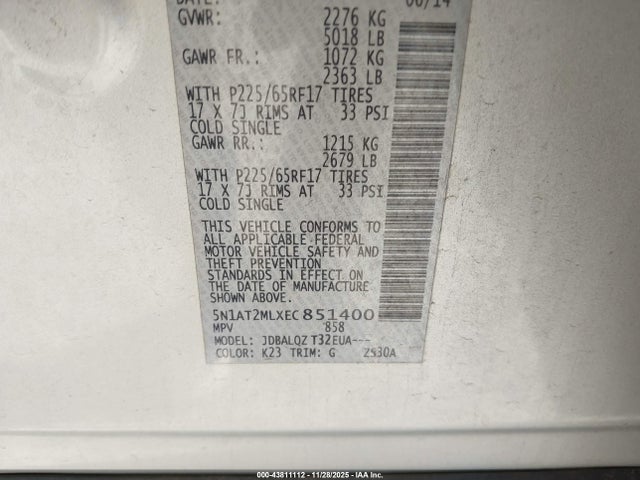 DATE: 06/14
GVWR: 2276 KG
5018 LB
GAWR FR.: 1072 KG
2363 LB
WITH P225/65RF17 TIRES
17 X 7J RIMS AT 33 PSI
COLD SINGLE
GAWR RR.: 1215 KG
2679 LB
WITH P225/65RF17 TIRES
17 X 7J RIMS AT 33 PSI
COLD SINGLE
THIS VEHICLE CONFORMS TO
ALL APPLICABLE FEDERAL
MOTOR VEHICLE SAFETY AND
THEFT PREVENTION
STANDARDS IN EFFECT ON
THE DATE OF MANUFACTURE
SHOWN ABOVE.
5N1AT2MLXEC851400
MPV 858
MODEL: JDBALQZ T32EUA---
COLOR: K23 TRIM: G 2S30A
000-43811112 - 11/28/2025 - IAA Inc.